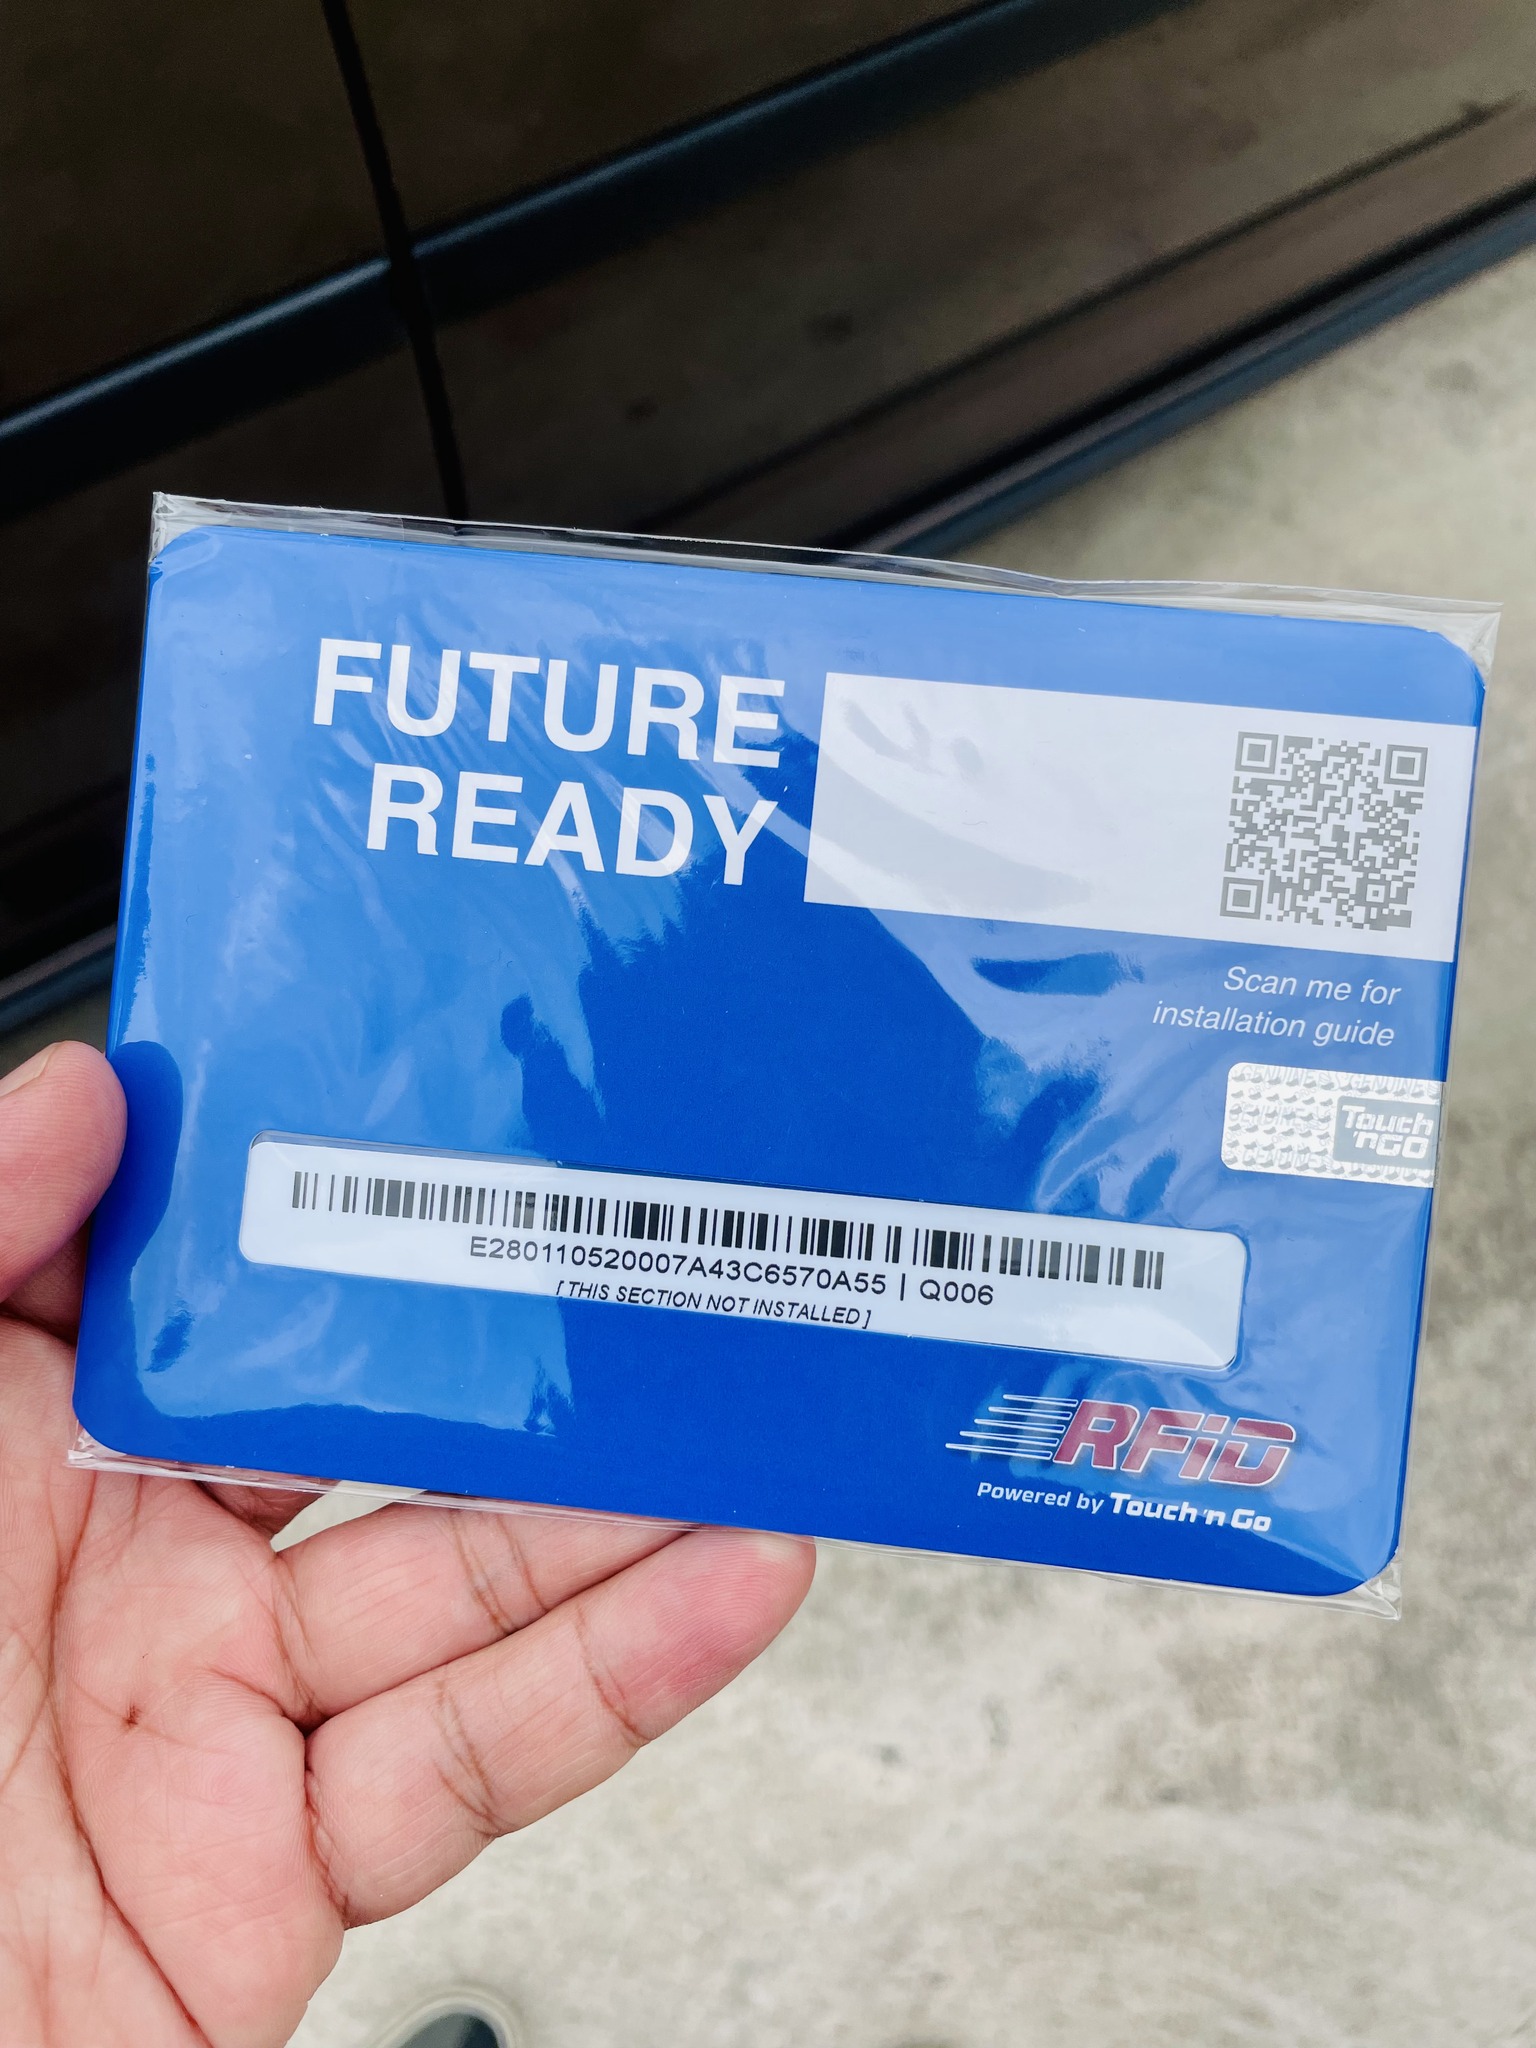 FUTURE
READY
Scan me for
installation guide
Touch
'nGO
E280110520007A43C6570A55 | Q006
[ THIS SECTION NOT INSTALLED ]
RFiD
Powered by Touch 'n Go